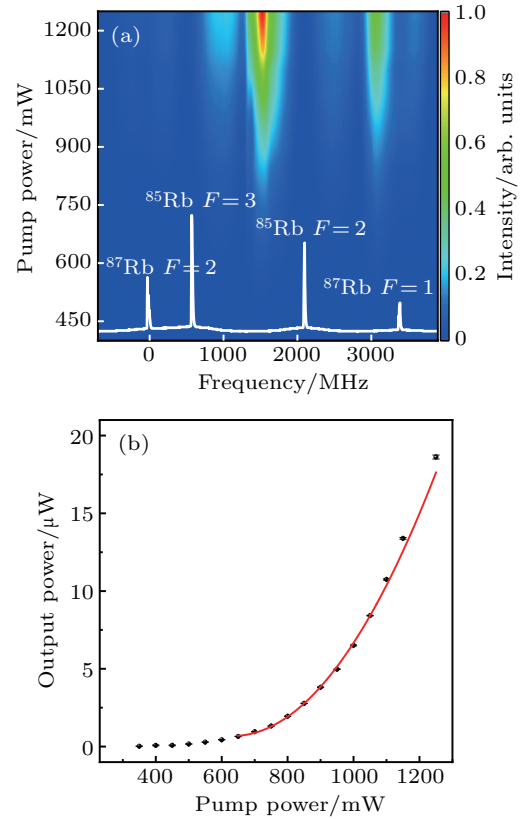 (a)
1250
1050
900
750
600
450
Pump power/mW
⁸⁵Rb F=3
⁸⁵Rb F=2
⁸⁷Rb F=2
⁸⁷Rb F=1
0 1000 2000 3000
Frequency/MHz
1.0
0.8
0.6
0.4
0.2
0
Intensity/arb. units
(b)
20
15
10
5
0
Output power/μW
400 600 800 1000 1200
Pump power/mW